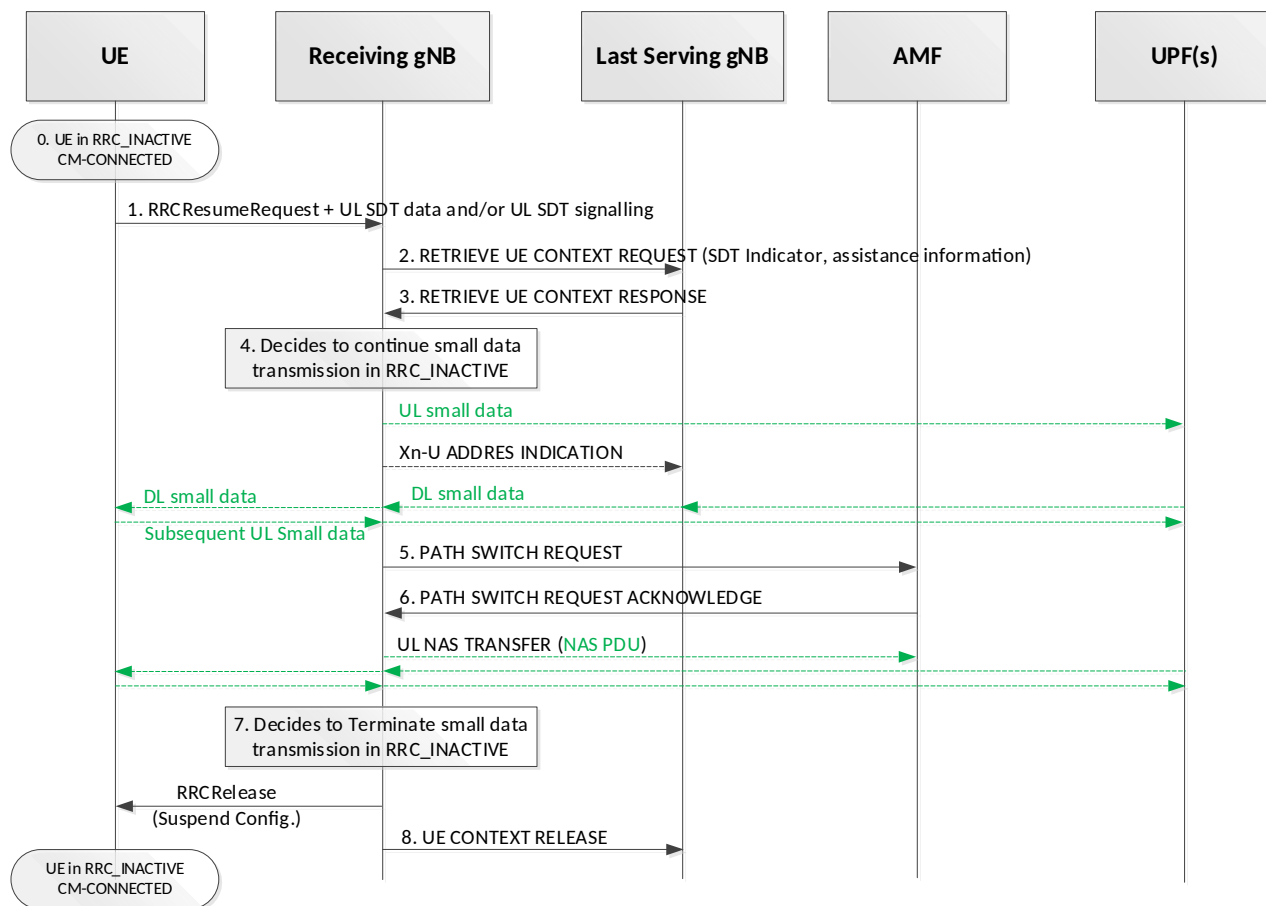 UE
Receiving gNB
Last Serving gNB
AMF
UPF(s)
0. UE in RRC_INACTIVE
CM-CONNECTED
1. RRCResumeRequest + UL SDT data and/or UL SDT signalling
2. RETRIEVE UE CONTEXT REQUEST (SDT Indicator, assistance information)
3. RETRIEVE UE CONTEXT RESPONSE
4. Decides to continue small data
transmission in RRC_INACTIVE
UL small data
Xn-U ADDRES INDICATION
DL small data
DL small data
Subsequent UL Small data
5. PATH SWITCH REQUEST
6. PATH SWITCH REQUEST ACKNOWLEDGE
UL NAS TRANSFER (NAS PDU)
7. Decides to Terminate small data
transmission in RRC_INACTIVE
RRCRelease
(Suspend Config.)
8. UE CONTEXT RELEASE
UE in RRC_INACTIVE
CM-CONNECTED